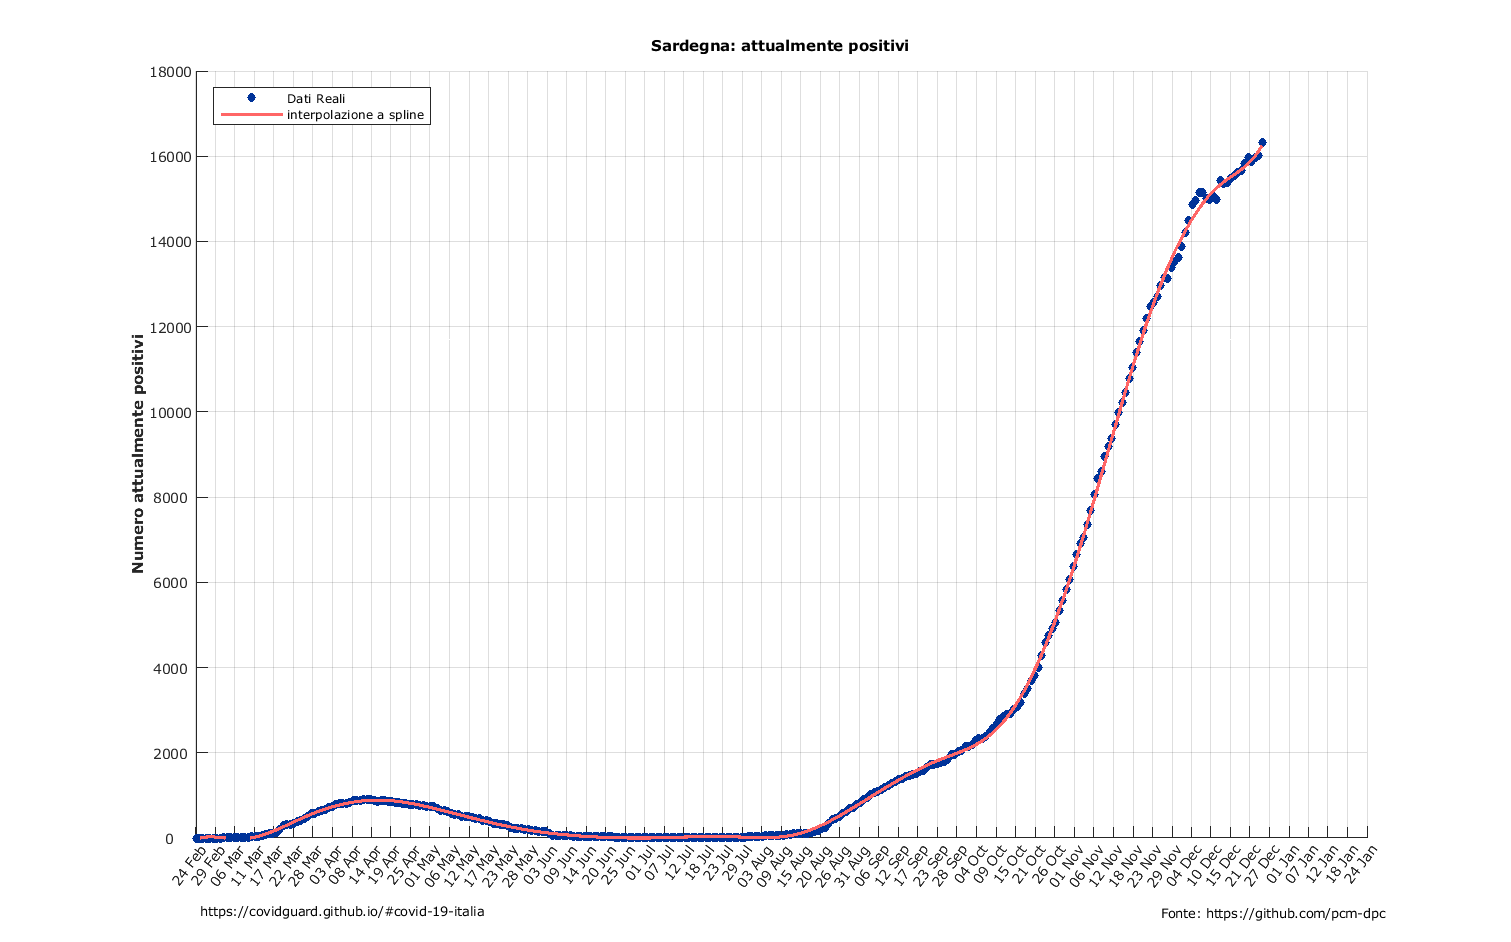 Sardegna: attualmente positivi
Dati Reali
interpolazione a spline
Numero attualmente positivi
18000
16000
14000
12000
10000
8000
6000
4000
2000
0
24 Feb
29 Feb
06 Mar
11 Mar
17 Mar
22 Mar
28 Mar
03 Apr
08 Apr
14 Apr
19 Apr
25 Apr
01 May
06 May
12 May
17 May
23 May
28 May
03 Jun
09 Jun
14 Jun
20 Jun
25 Jun
01 Jul
07 Jul
12 Jul
18 Jul
23 Jul
29 Jul
03 Aug
09 Aug
15 Aug
20 Aug
26 Aug
31 Aug
06 Sep
12 Sep
17 Sep
23 Sep
28 Sep
04 Oct
09 Oct
15 Oct
21 Oct
26 Oct
01 Nov
06 Nov
12 Nov
18 Nov
23 Nov
29 Nov
04 Dec
10 Dec
15 Dec
21 Dec
27 Dec
01 Jan
07 Jan
12 Jan
18 Jan
24 Jan
https://covidguard.github.io/#covid-19-italia
Fonte: https://github.com/pcm-dpc